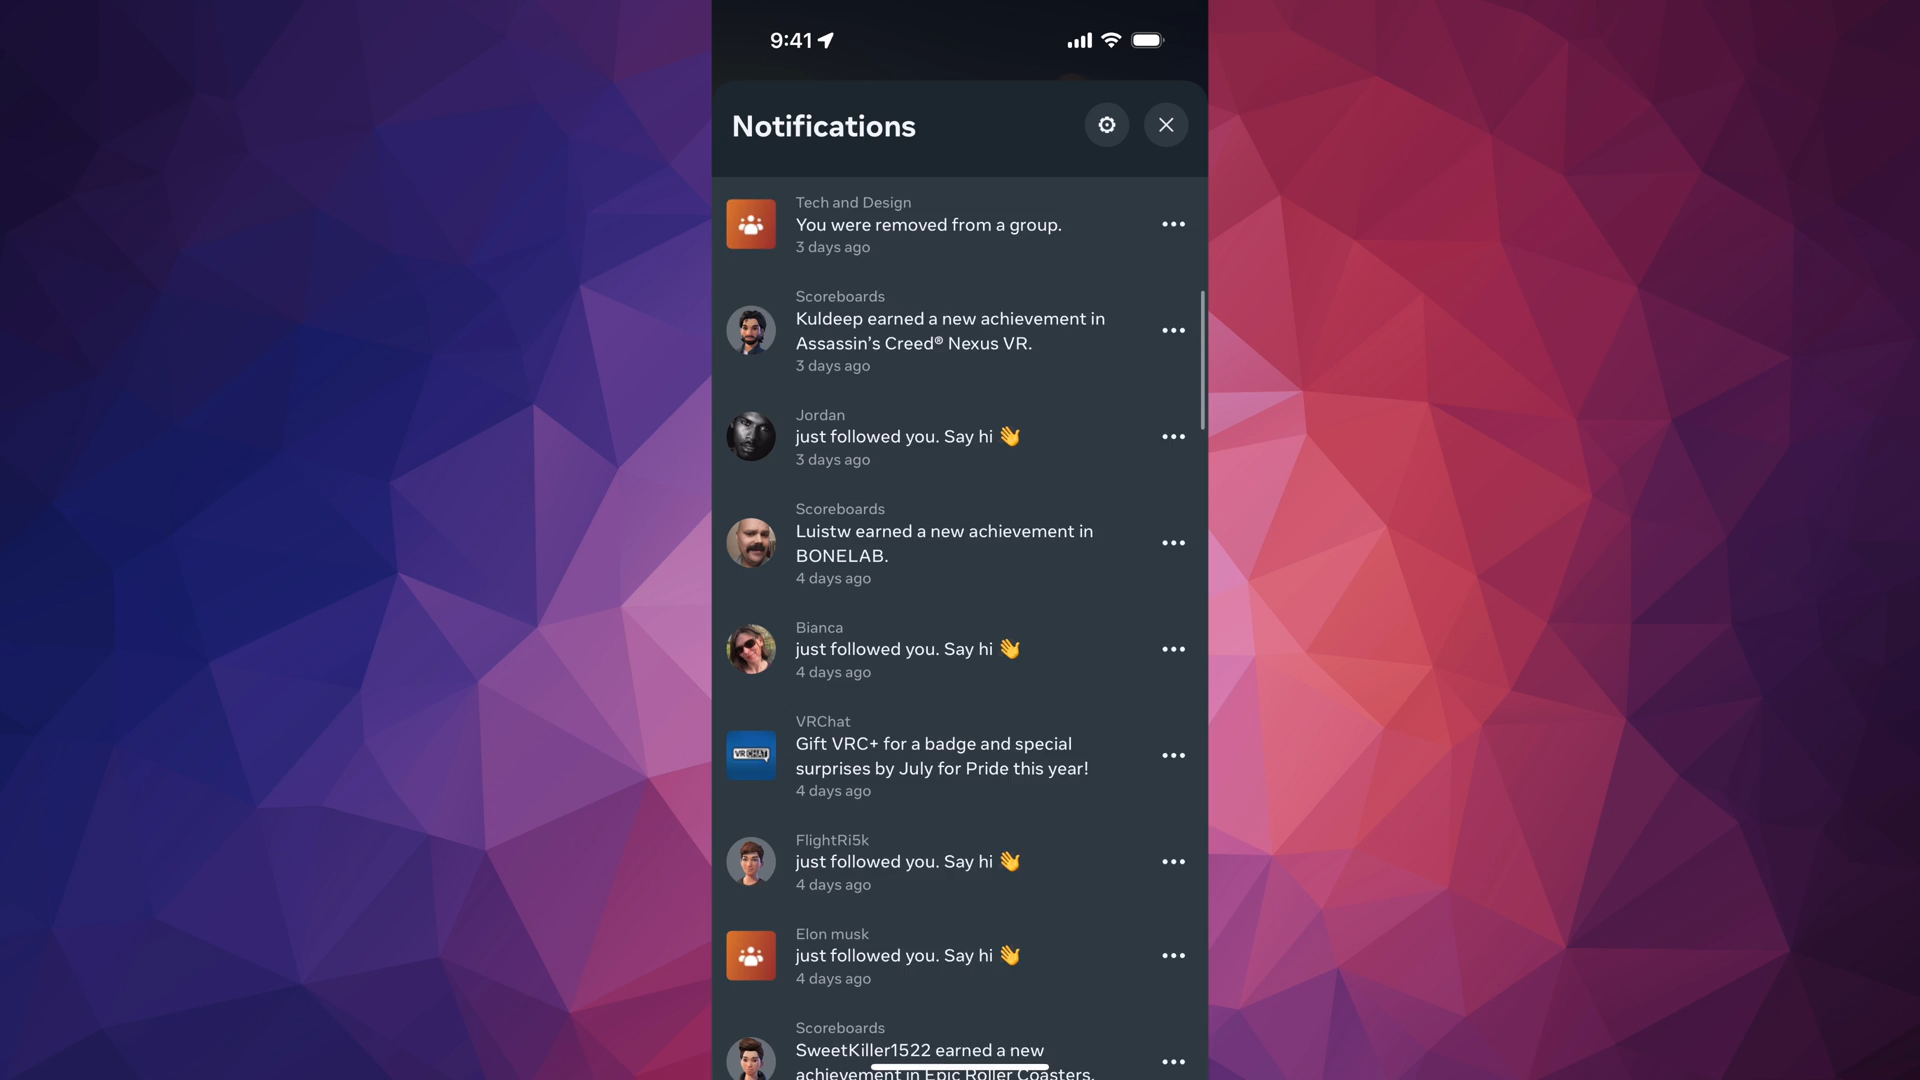 9:41
Notifications
Tech and Design
You were removed from a group.
3 days ago
Scoreboards
Kuldeep earned a new achievement in
Assassin’s Creed® Nexus VR.
3 days ago
Jordan
just followed you. Say hi 👋
3 days ago
Scoreboards
Luistw earned a new achievement in
BONELAB.
4 days ago
Bianca
just followed you. Say hi 👋
4 days ago
VRChat
VRCHAT
Gift VRC+ for a badge and special
surprises by July for Pride this year!
4 days ago
FlightRi5k
just followed you. Say hi 👋
4 days ago
Elon musk
just followed you. Say hi 👋
4 days ago
Scoreboards
SweetKiller1522 earned a new
achievement in Epic Roller Coasters.